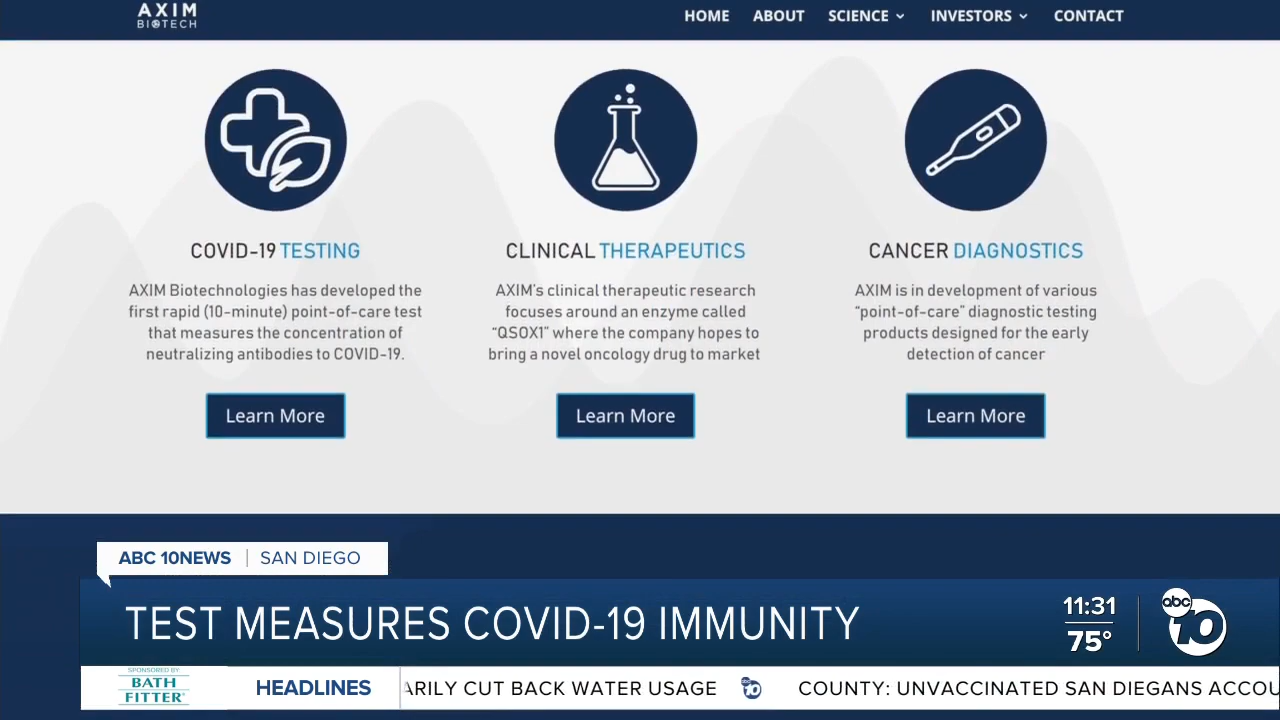 AXIM
BIOTECH
HOME ABOUT SCIENCE INVESTORS CONTACT
COVID-19 TESTING
AXIM Biotechnologies has developed the
first rapid (10-minute) point-of-care test
that measures the concentration of
neutralizing antibodies to COVID-19.
Learn More
CLINICAL THERAPEUTICS
AXIM's clinical therapeutic research
focuses around an enzyme called
“QSOX1” where the company hopes to
bring a novel oncology drug to market
Learn More
CANCER DIAGNOSTICS
AXIM is in development of various
“point-of-care” diagnostic testing
products designed for the early
detection of cancer
Learn More
ABC 10NEWS | SAN DIEGO
TEST MEASURES COVID-19 IMMUNITY
11:31
75°
abc 10
SPONSORED BY:
BATH
FITTER®
HEADLINES
ARILY CUT BACK WATER USAGE abc 10 COUNTY: UNVACCINATED SAN DIEGANS ACCOU